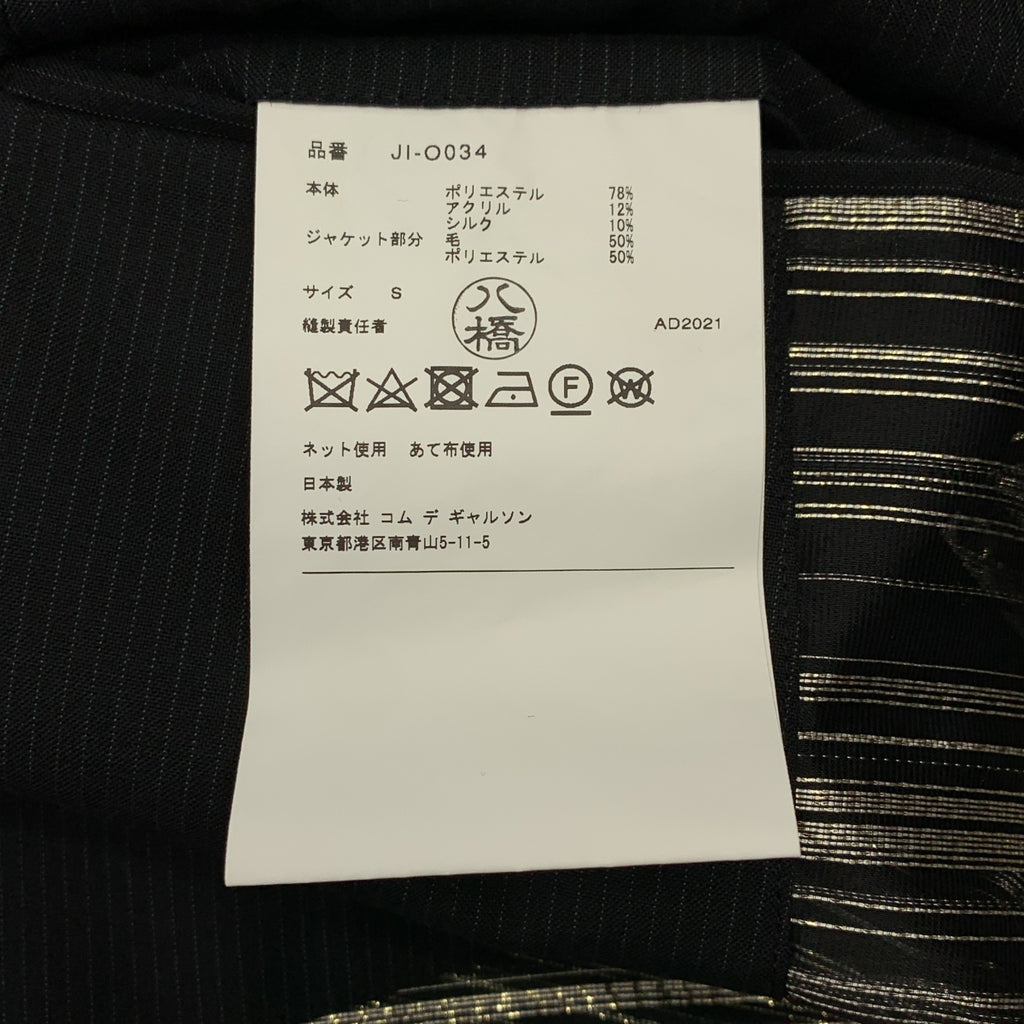 品番 JI-O034
本体 ポリエステル 78%
アクリル 12%
シルク 10%
ジャケット部分 毛 50%
ポリエステル 50%
サイズ S
縫製責任者 八橋 AD2021
F W
ネット使用 あて布使用
日本製
株式会社 コム デ ギャルソン
東京都港区南青山5-11-5